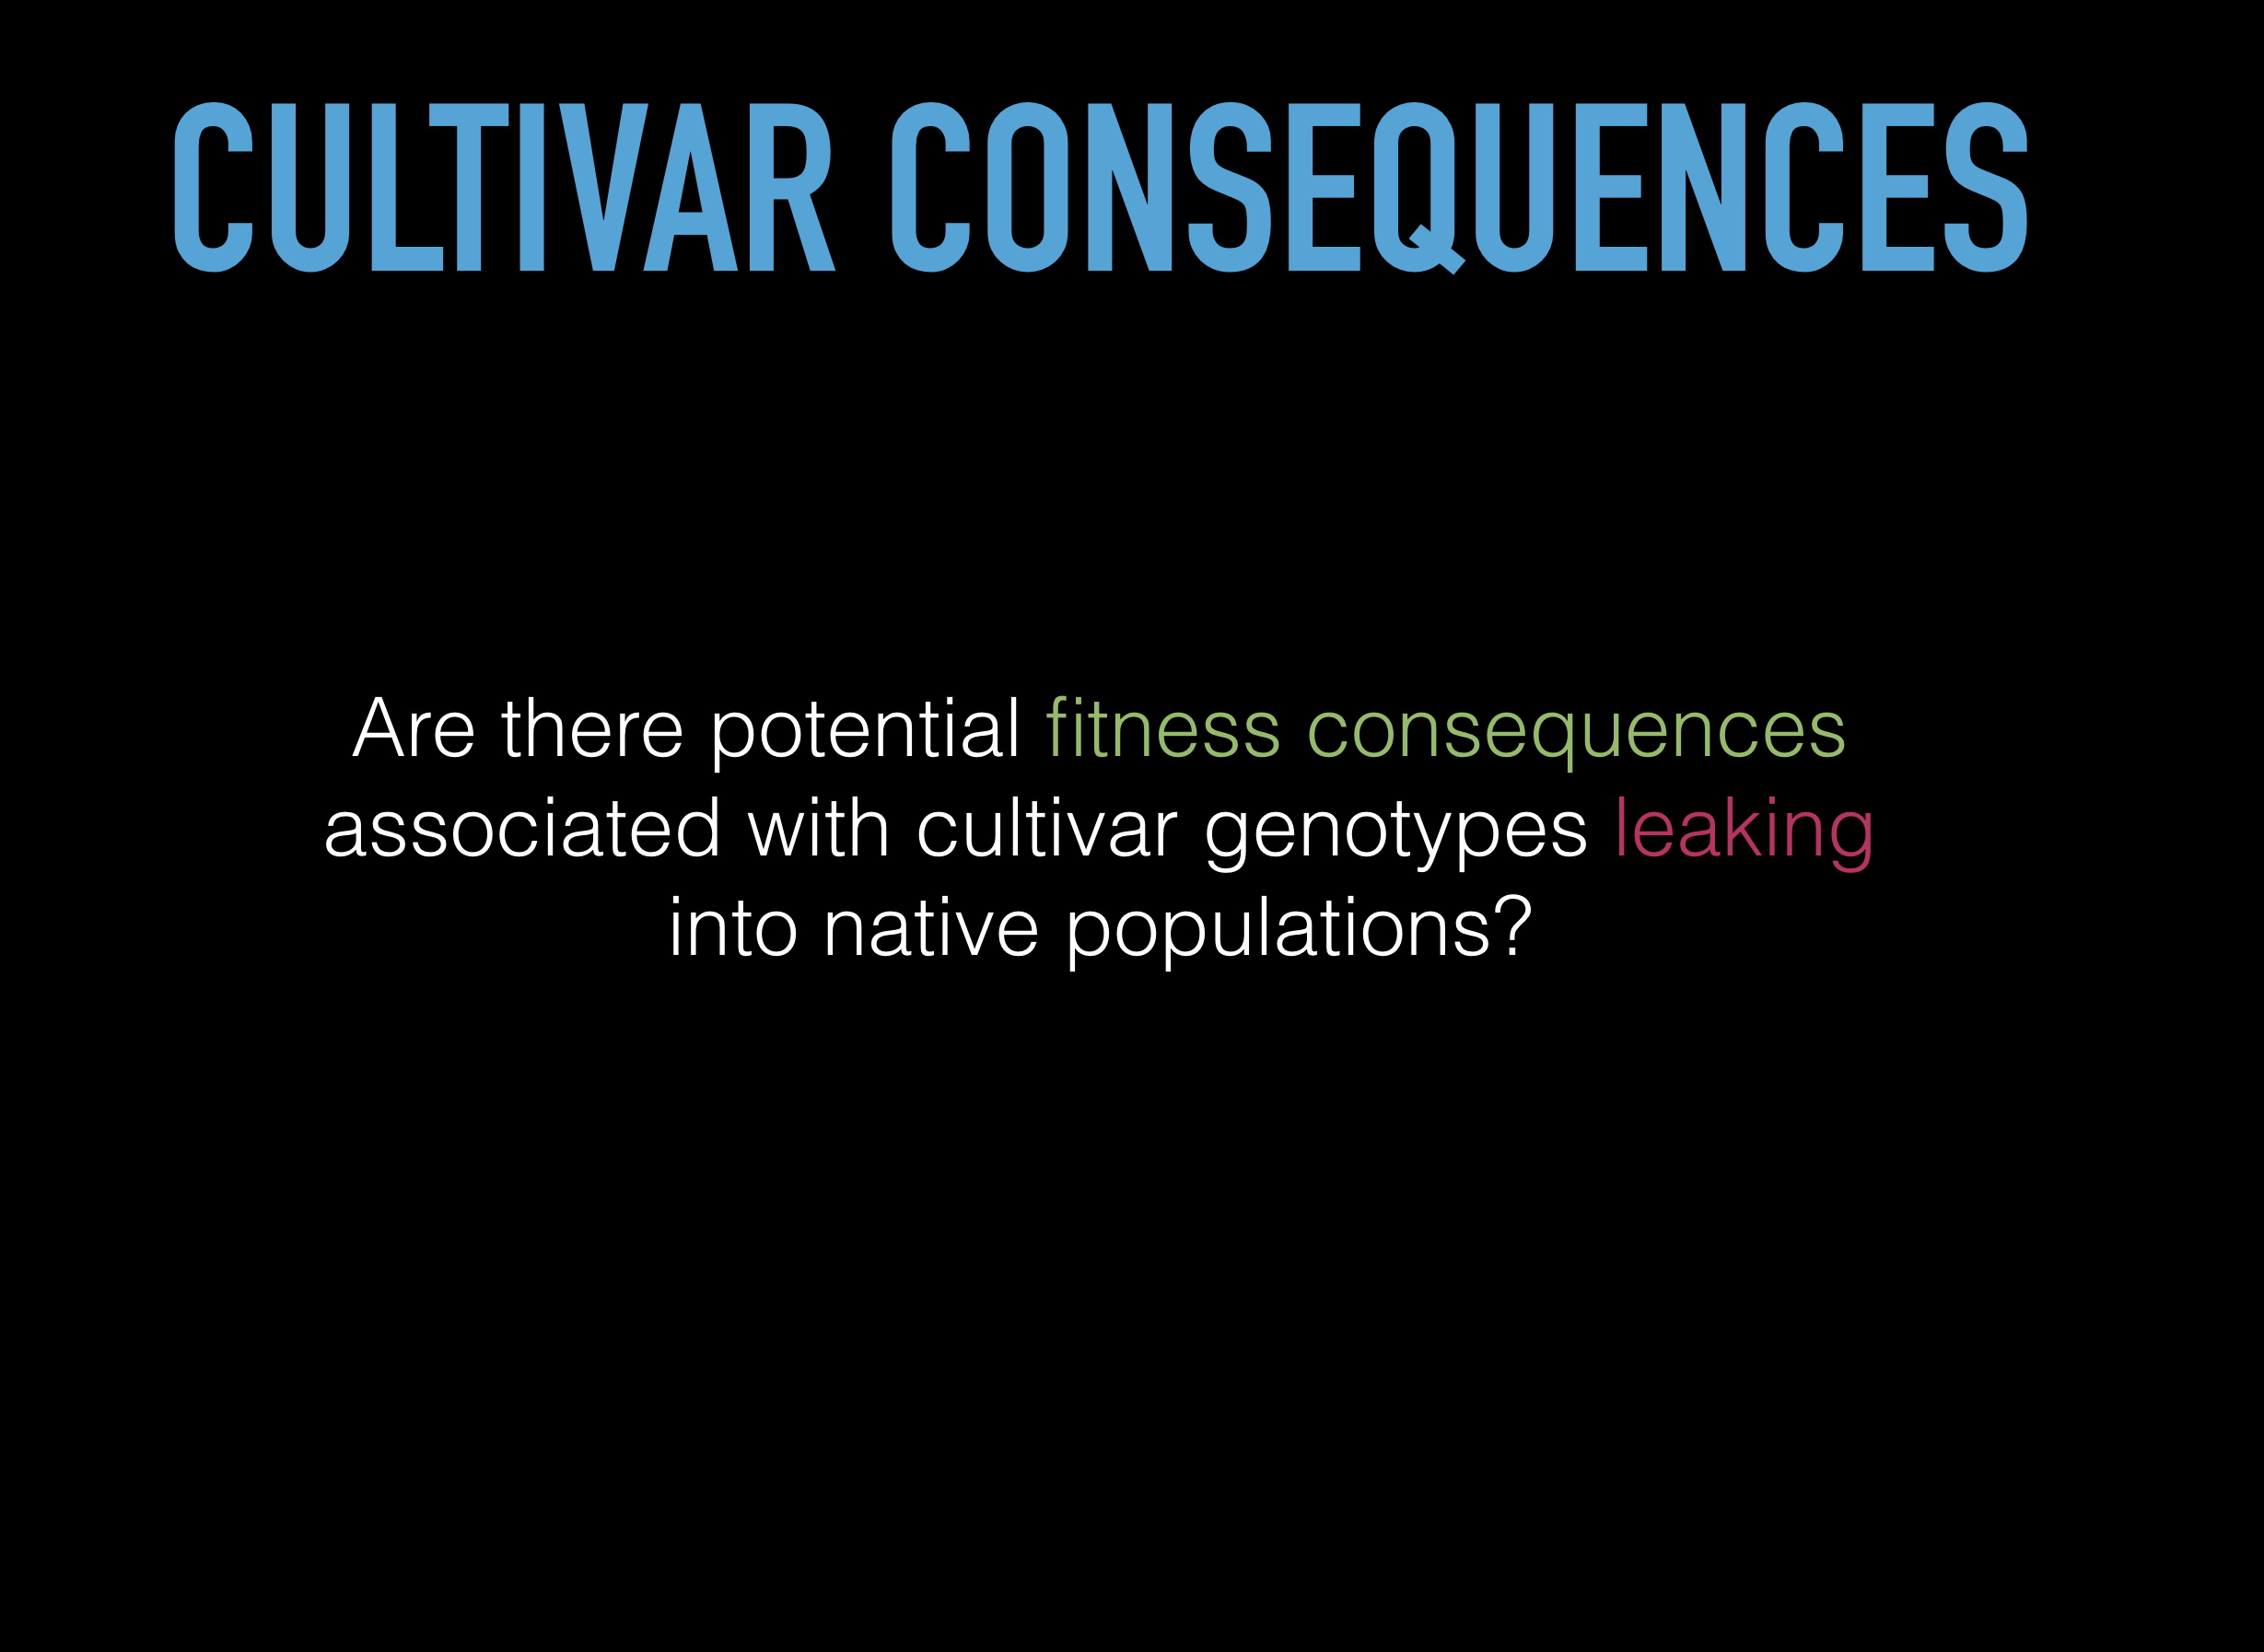 CULTIVAR CONSEQUENCES
Are there potential fitness consequences
associated with cultivar genotypes leaking
into native populations?